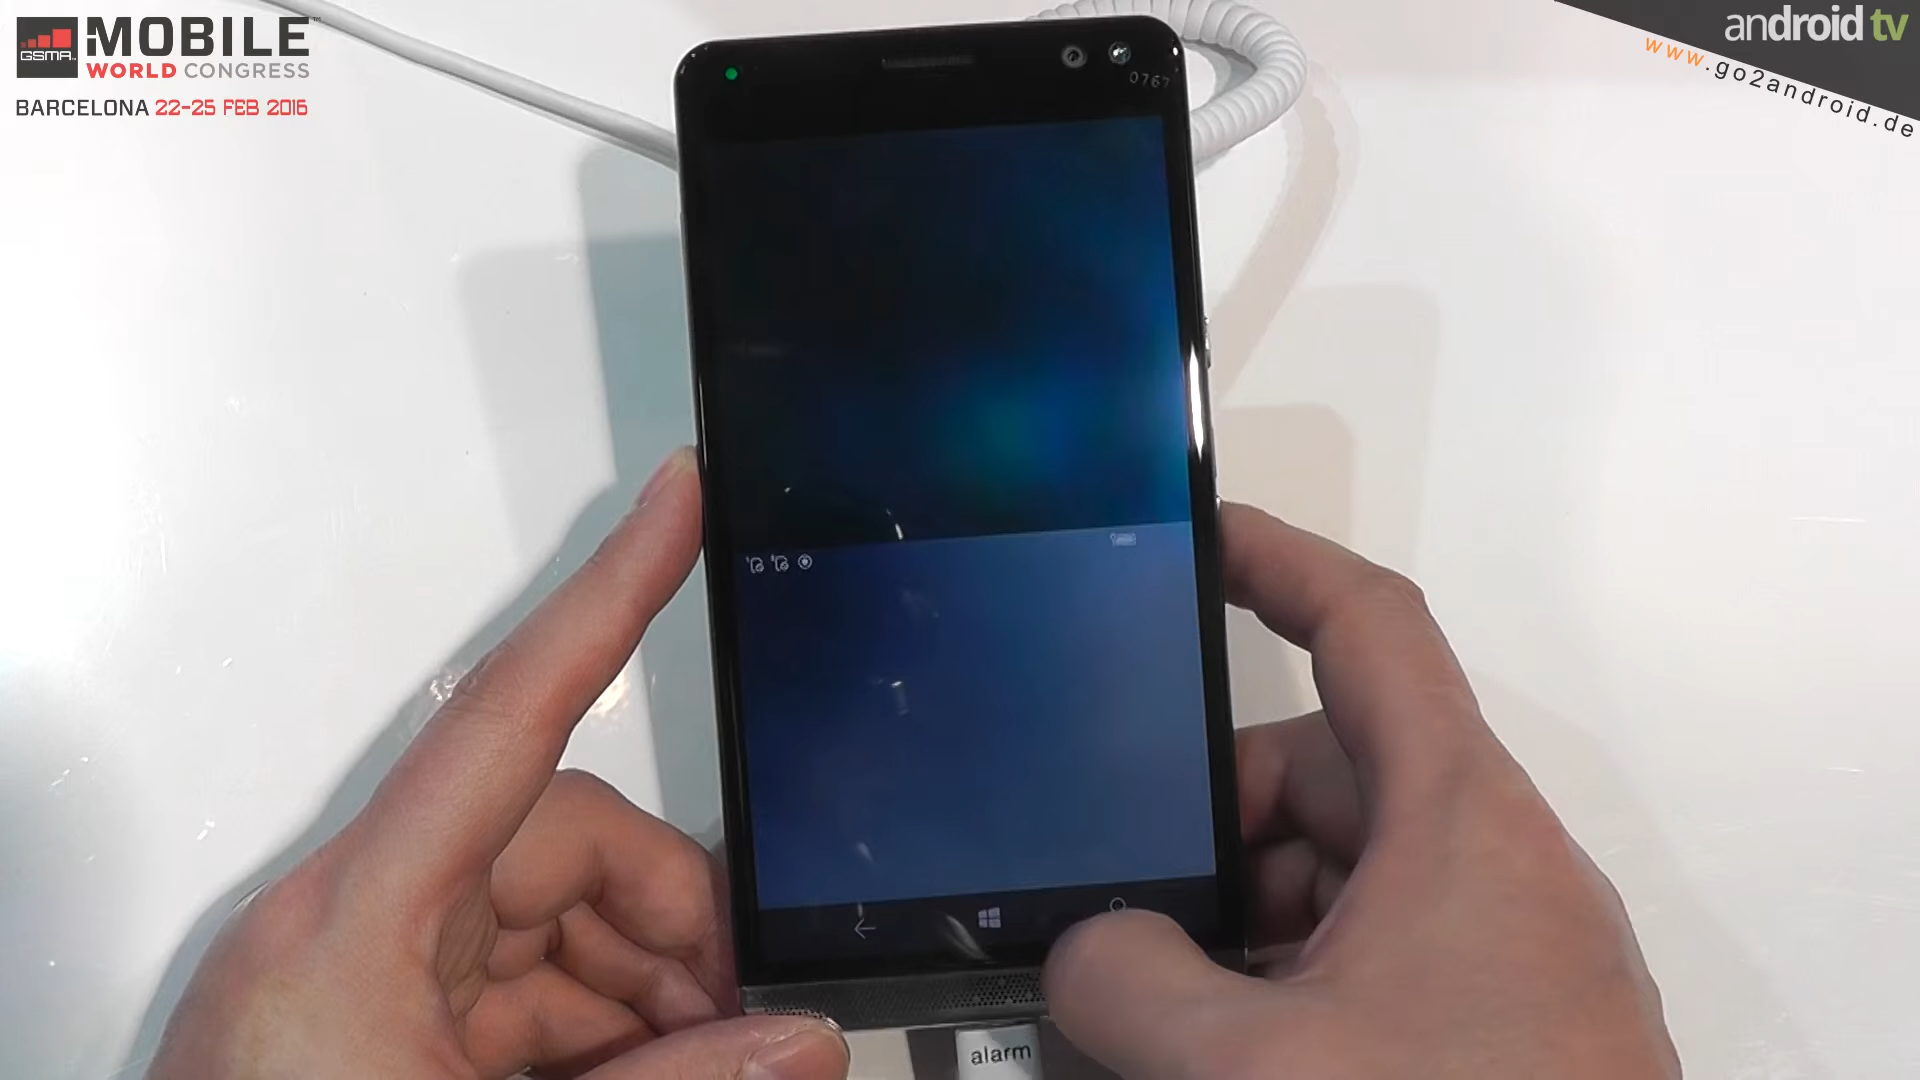 GSMA
MOBILE
WORLD CONGRESS
BARCELONA 22-25 FEB 2016
android tv
www.go2android.de
0767
alarm